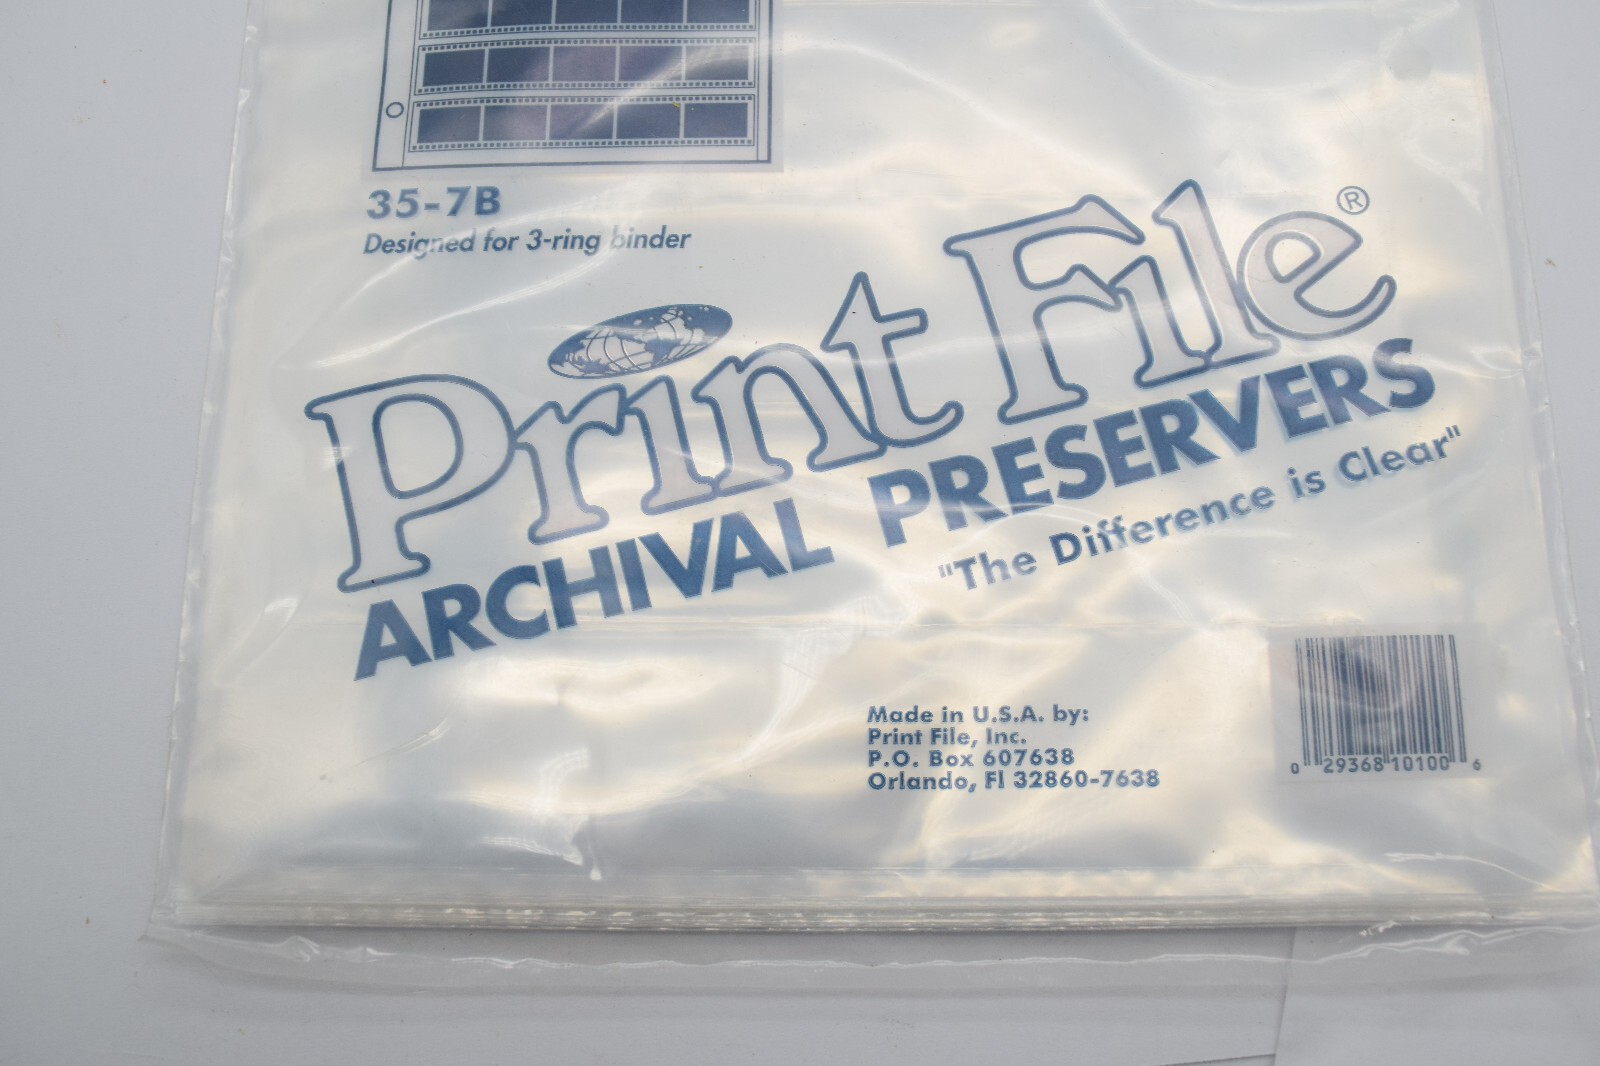 35-7B
Designed for 3-ring binder
Print File®
ARCHIVAL PRESERVERS
"The Difference is Clear"
Made in U.S.A. by:
Print File, Inc.
P.O. Box 607638
Orlando, Fl 32860-7638
0 29368 10100 6